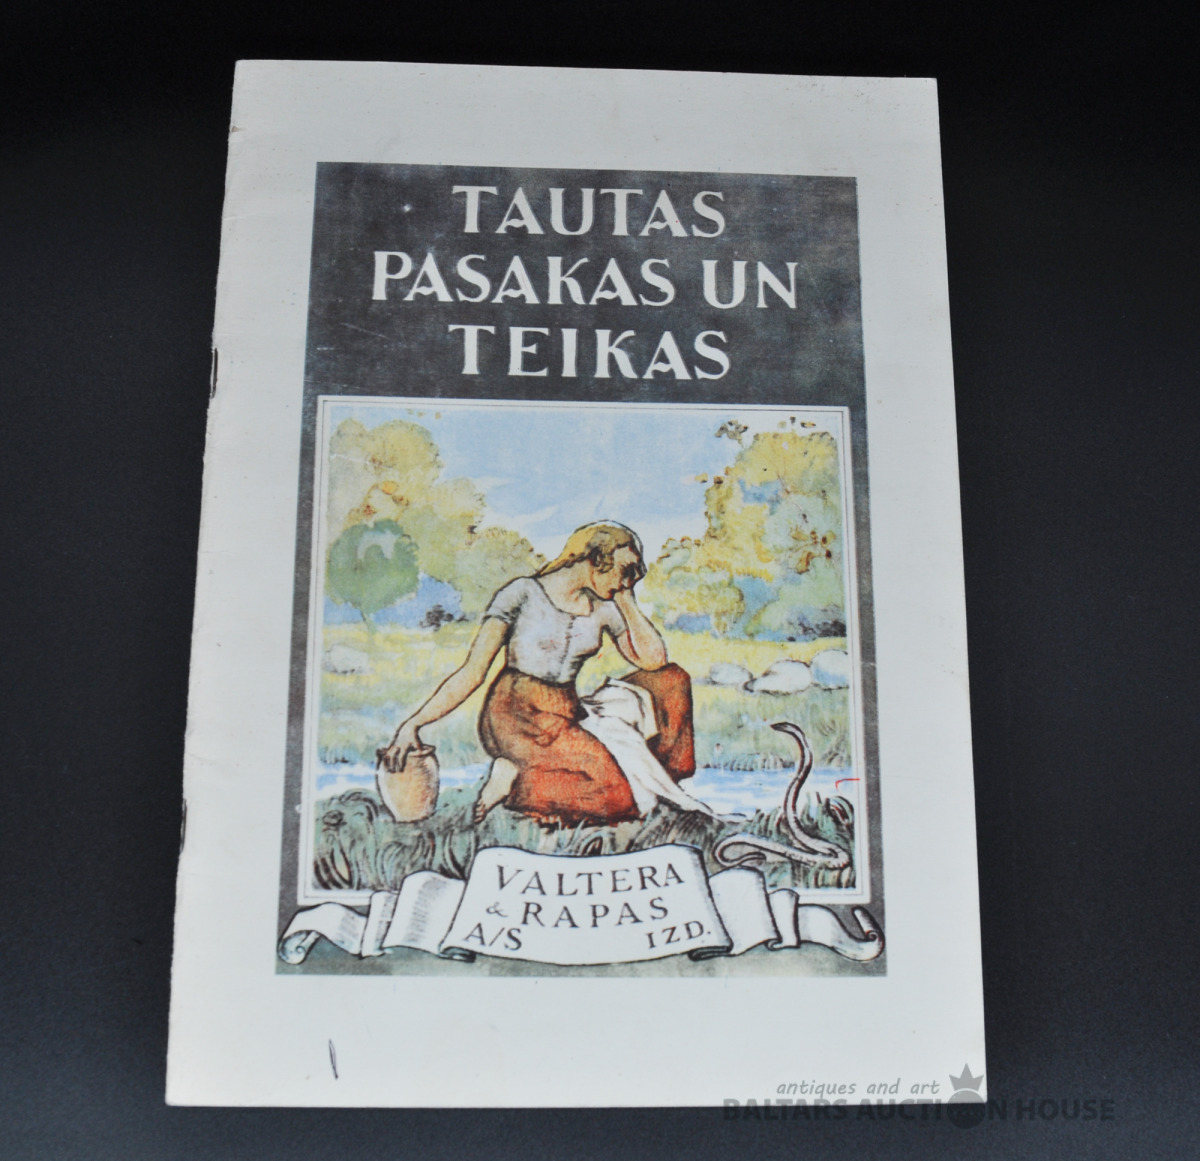 TAUTAS
PASAKAS UN
TEIKAS
VALTERA
& RAPAS
A/S IZD.
antiques and art
BALTARS AUCTION HOUSE